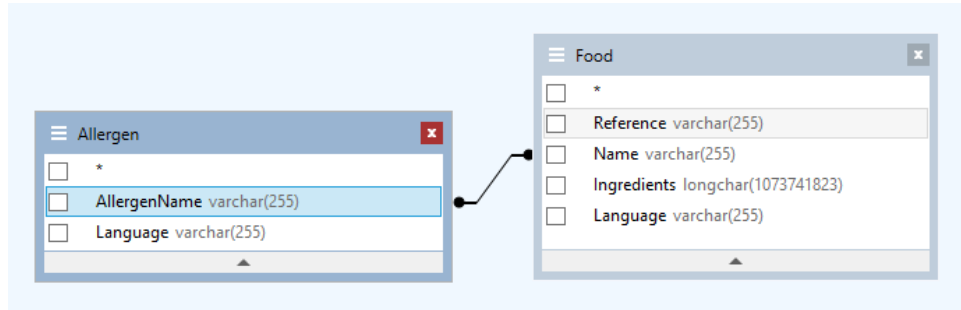 Allergen
*
AllergenName varchar(255)
Language varchar(255)
Food
*
Reference varchar(255)
Name varchar(255)
Ingredients longchar(1073741823)
Language varchar(255)